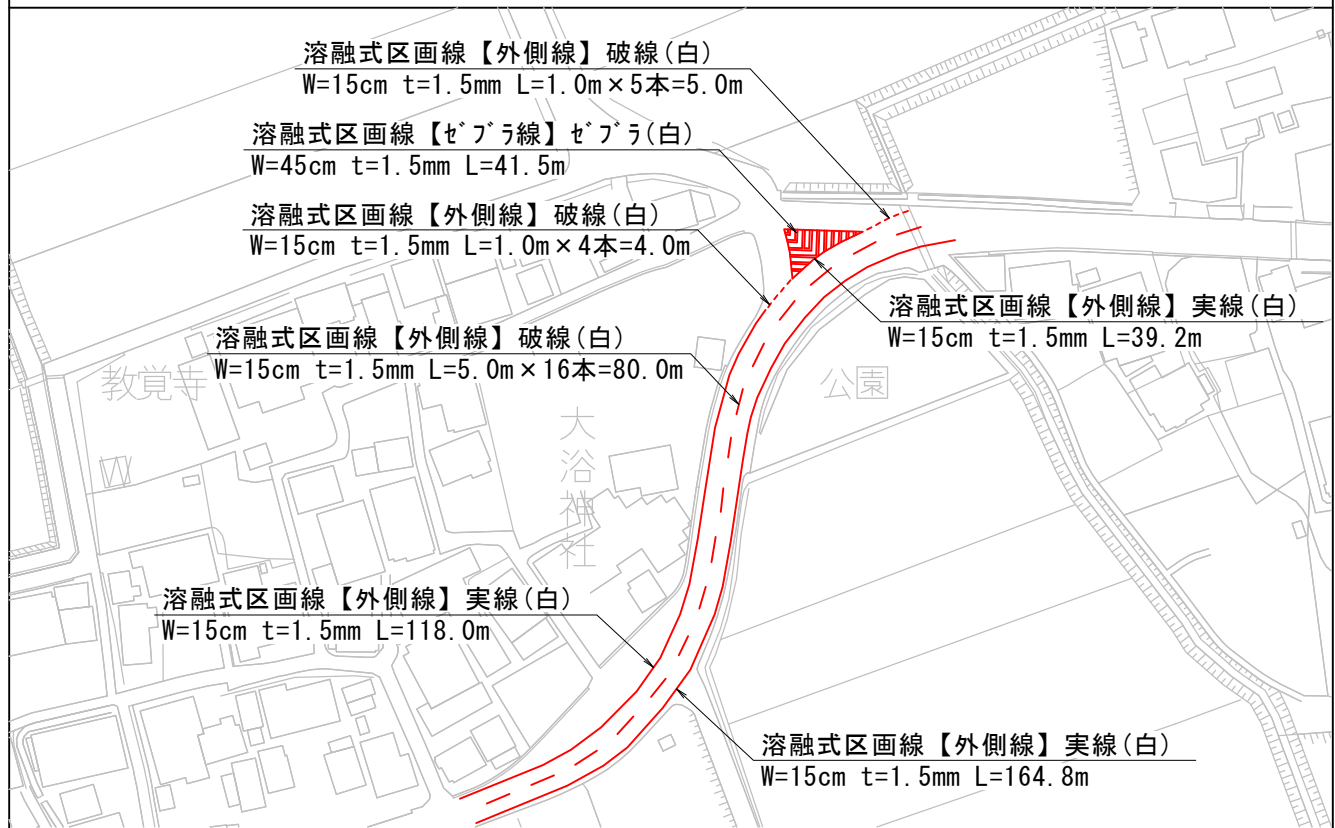 溶融式区画線【外側線】破線(白)
W=15cm t=1.5mm L=1.0m×5本=5.0m
溶融式区画線【ｾﾞﾌﾞﾗ線】ｾﾞﾌﾞﾗ(白)
W=45cm t=1.5mm L=41.5m
溶融式区画線【外側線】破線(白)
W=15cm t=1.5mm L=1.0m×4本=4.0m
溶融式区画線【外側線】実線(白)
W=15cm t=1.5mm L=39.2m
溶融式区画線【外側線】破線(白)
W=15cm t=1.5mm L=5.0m×16本=80.0m
教覚寺
公園
大浴神社
溶融式区画線【外側線】実線(白)
W=15cm t=1.5mm L=118.0m
溶融式区画線【外側線】実線(白)
W=15cm t=1.5mm L=164.8m